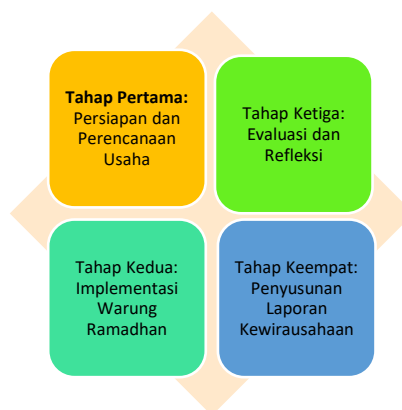 Tahap Pertama:
Persiapan dan
Perencanaan
Usaha
Tahap Ketiga:
Evaluasi dan
Refleksi
Tahap Kedua:
Implementasi
Warung
Ramadhan
Tahap Keempat:
Penyusunan
Laporan
Kewirausahaan